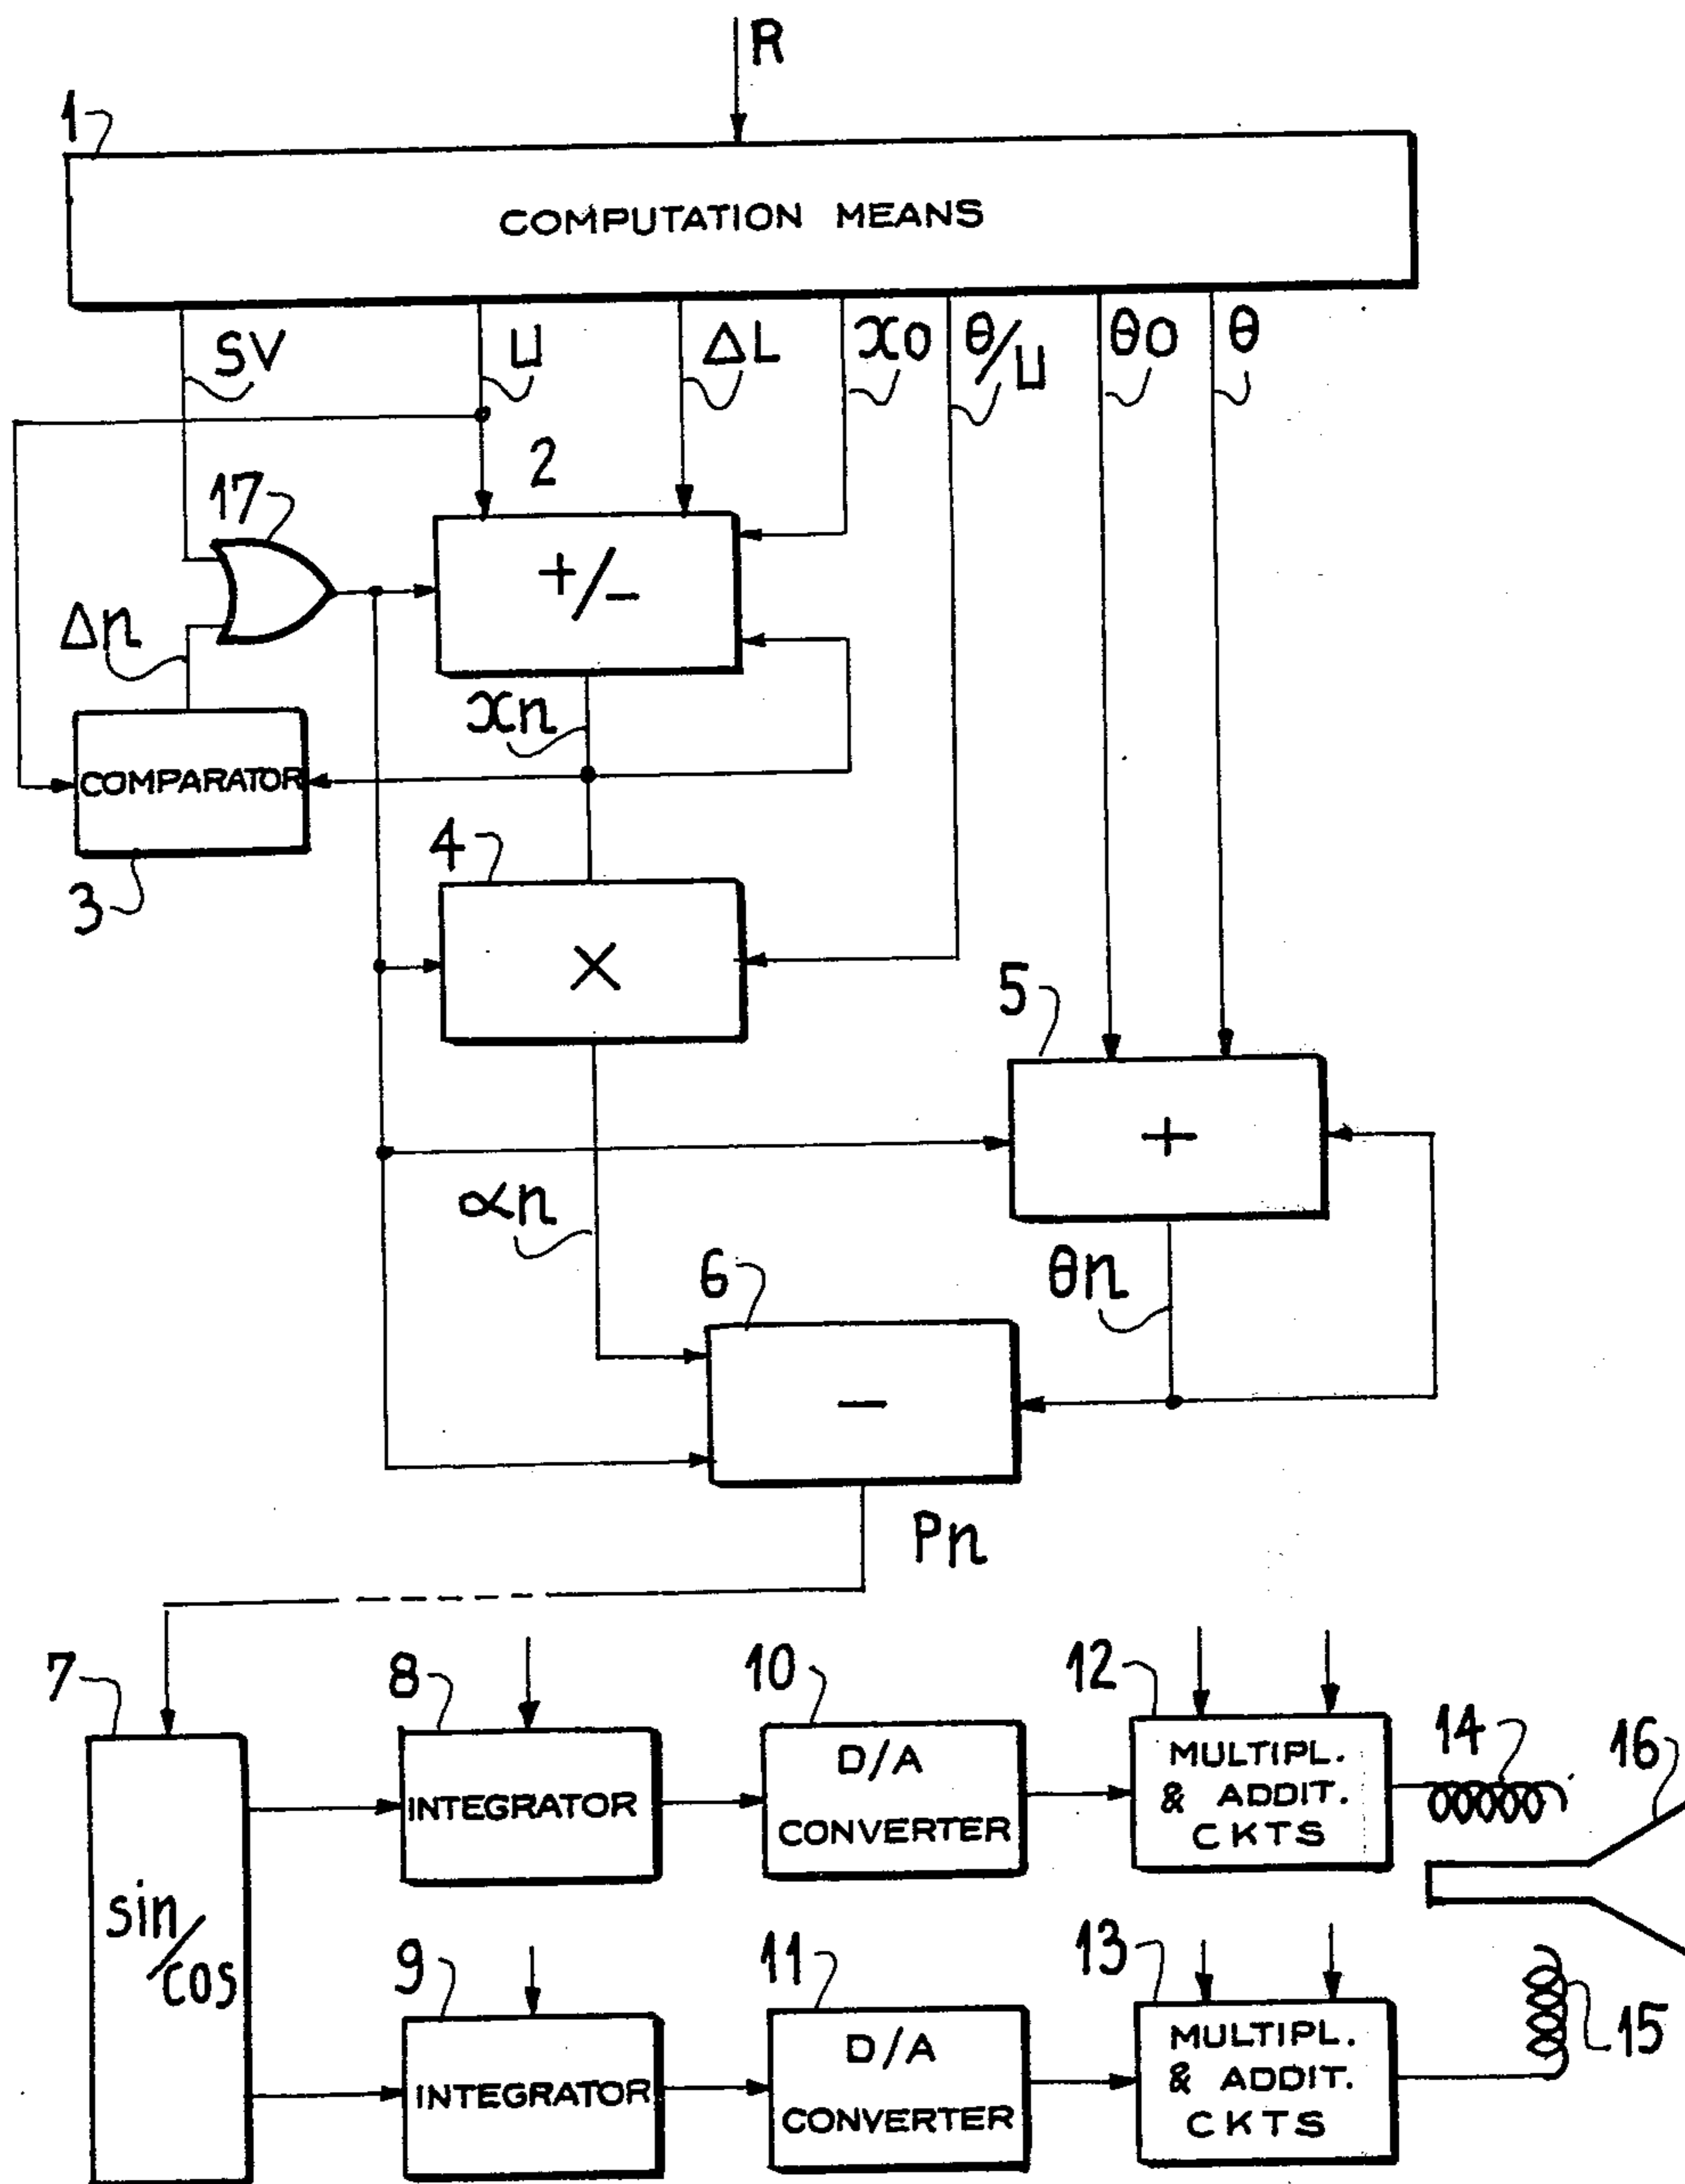 R
1
COMPUTATION MEANS
SV
u
ΔL
x0
θ/u
θ0
θ
2
17
+/-
Δn
xn
COMPARATOR
3
4
×
5
+
αn
θn
6
−
Pn
7
sin/cos
8
INTEGRATOR
10
D/A
CONVERTER
12
MULTIPL.
& ADDIT.
CKTS
14
16
9
INTEGRATOR
11
D/A
CONVERTER
13
MULTIPL.
& ADDIT.
CKTS
15